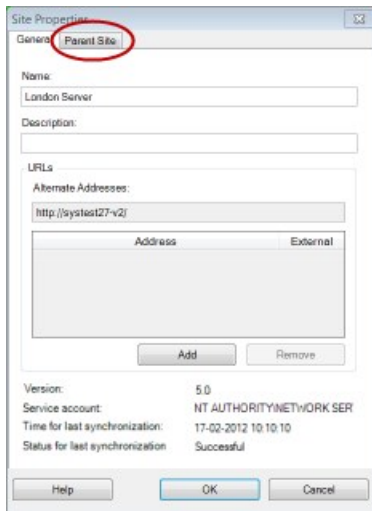 Site Properties
General Parent Site
Name:
London Server
Description:
URLs
Alternate Addresses:
http://systest27-v2/
Address External
Add Remove
Version: 5.0
Service account: NT AUTHORITY\NETWORK SER
Time for last synchronization: 17-02-2012 10:10:10
Status for last synchronization Successful
Help OK Cancel